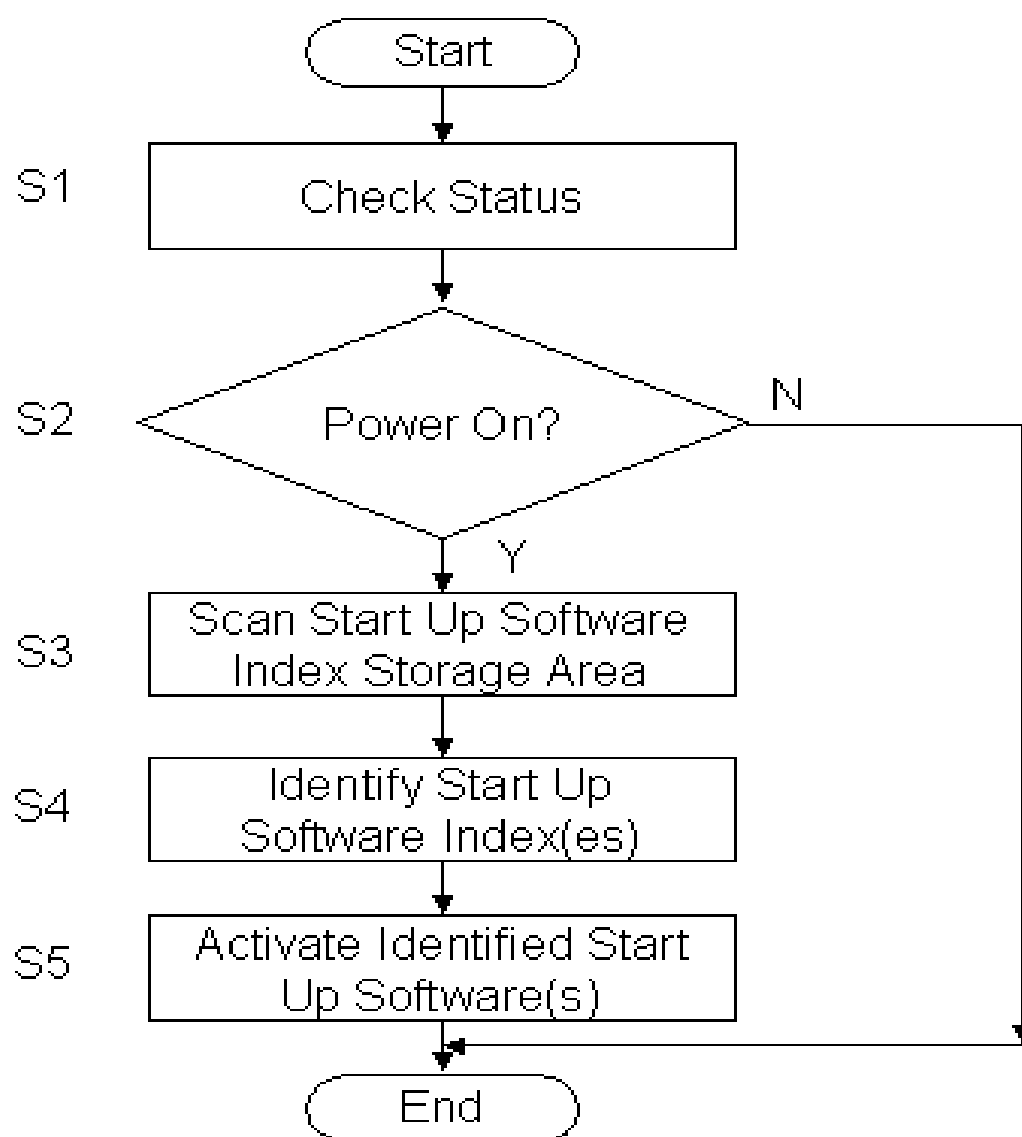 Start
S1
Check Status
S2
Power On?
N
Y
S3
Scan Start Up Software
Index Storage Area
S4
Identify Start Up
Software Index(es)
S5
Activate Identified Start
Up Software(s)
End